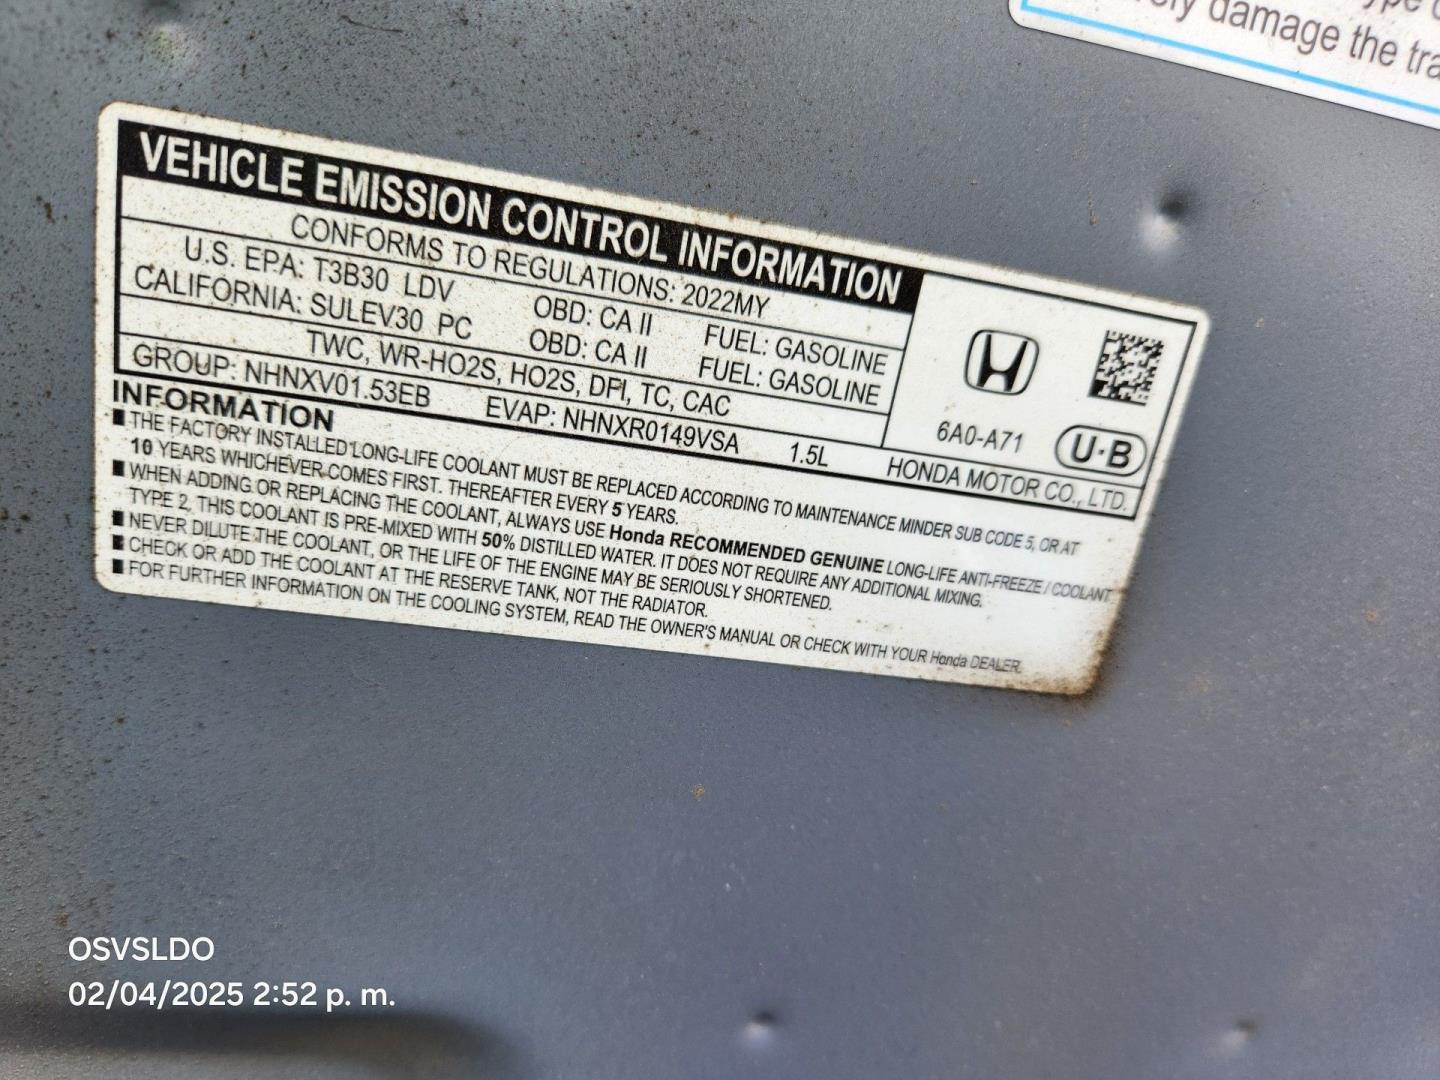 ype
ely damage the tra
VEHICLE EMISSION CONTROL INFORMATION
CONFORMS TO REGULATIONS: 2022MY
U.S. EPA: T3B30 LDV OBD: CA II FUEL: GASOLINE
CALIFORNIA: SULEV30 PC OBD: CA II FUEL: GASOLINE
TWC, WR-HO2S, HO2S, DFI, TC, CAC
GROUP: NHNXV01.53EB EVAP: NHNXR0149VSA 1.5L
6A0-A71 U·B
HONDA MOTOR CO., LTD.
INFORMATION
■ THE FACTORY INSTALLED LONG-LIFE COOLANT MUST BE REPLACED ACCORDING TO MAINTENANCE MINDER SUB CODE 5, OR AT
10 YEARS WHICHEVER COMES FIRST. THEREAFTER EVERY 5 YEARS.
■ WHEN ADDING OR REPLACING THE COOLANT, ALWAYS USE Honda RECOMMENDED GENUINE LONG-LIFE ANTI-FREEZE / COOLANT
TYPE 2, THIS COOLANT IS PRE-MIXED WITH 50% DISTILLED WATER. IT DOES NOT REQUIRE ANY ADDITIONAL MIXING.
■ NEVER DILUTE THE COOLANT, OR THE LIFE OF THE ENGINE MAY BE SERIOUSLY SHORTENED.
■ CHECK OR ADD THE COOLANT AT THE RESERVE TANK, NOT THE RADIATOR.
■ FOR FURTHER INFORMATION ON THE COOLING SYSTEM, READ THE OWNER'S MANUAL OR CHECK WITH YOUR Honda DEALER.
OSVSLDO
02/04/2025 2:52 p. m.